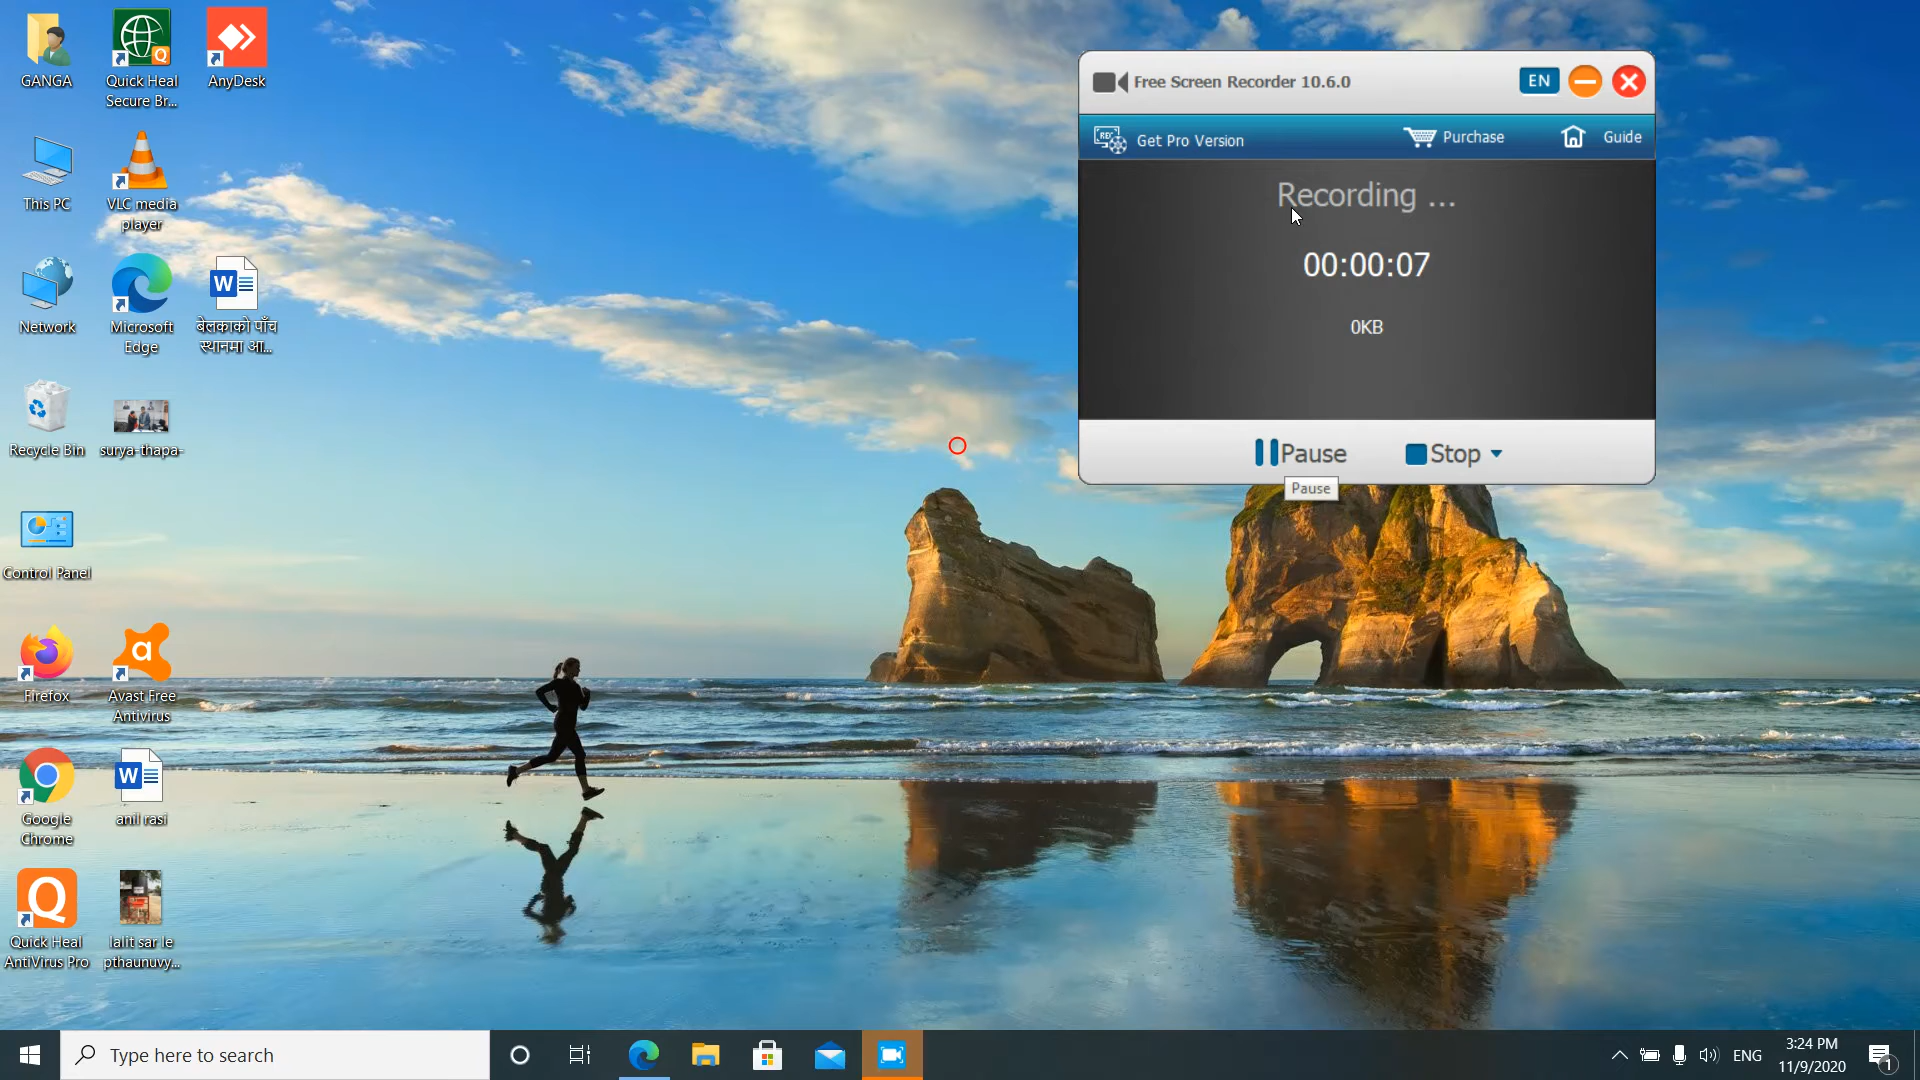 GANGA
Quick Heal
Secure Br...
AnyDesk
This PC
VLC media
player
Network
Microsoft
Edge
बेलकाको पाँच
स्थानमा आ...
Recycle Bin
surya-thapa-
Control Panel
Firefox
Avast Free
Antivirus
Google
Chrome
anil rasi
Quick Heal
AntiVirus Pro
lalit sar le
pthaunuvy...
Free Screen Recorder 10.6.0
EN
REC
Get Pro Version
Purchase
Guide
Recording ...
00:00:07
0KB
Pause
Stop
Pause
Type here to search
ENG
3:24 PM
11/9/2020
1